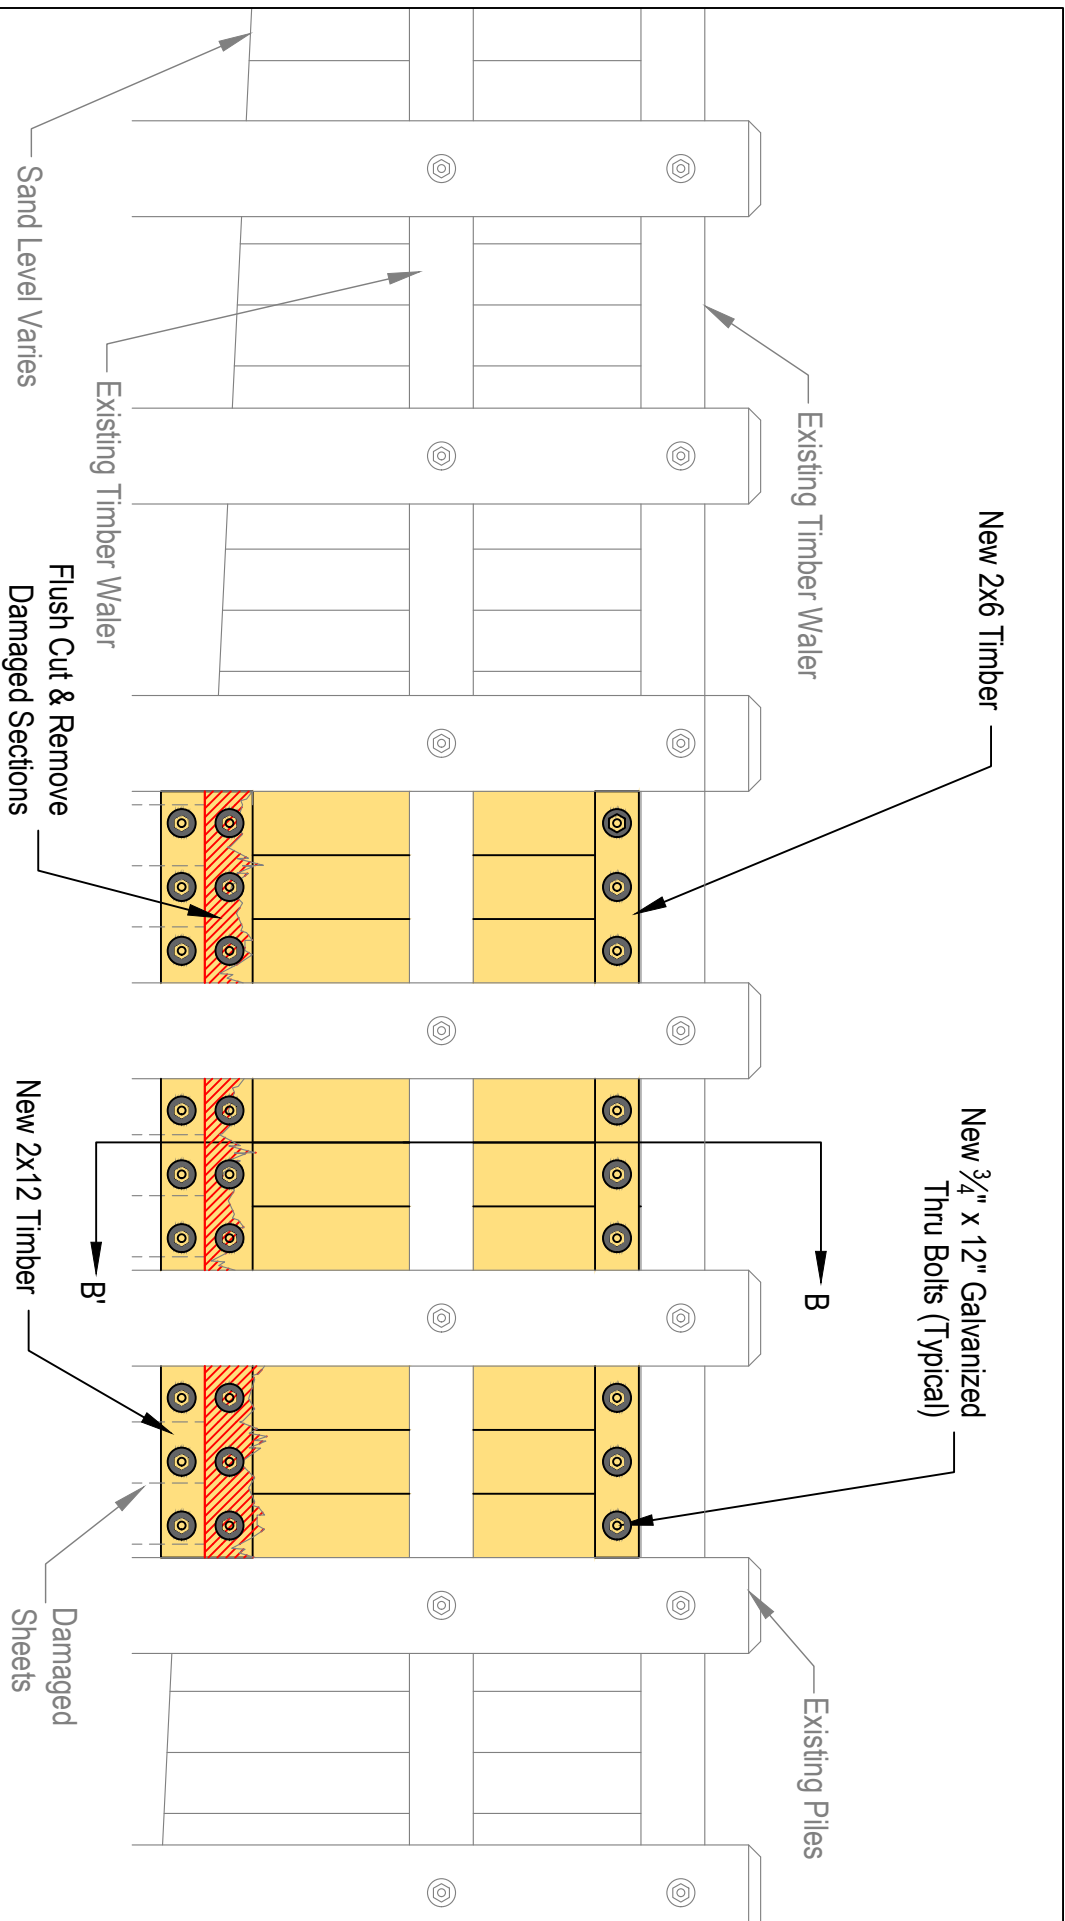 New 2x6 Timber
New 3/4" x 12" Galvanized
Thru Bolts (Typical)
Existing Timber Waler
Existing Piles
B
B'
Existing Timber Waler
Sand Level Varies
Flush Cut & Remove
Damaged Sections
New 2x12 Timber
Damaged
Sheets